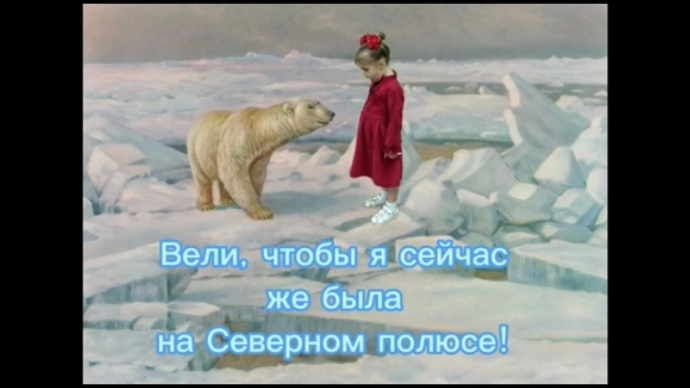 Вели, чтобы я сейчас
же была
на Северном полюсе!